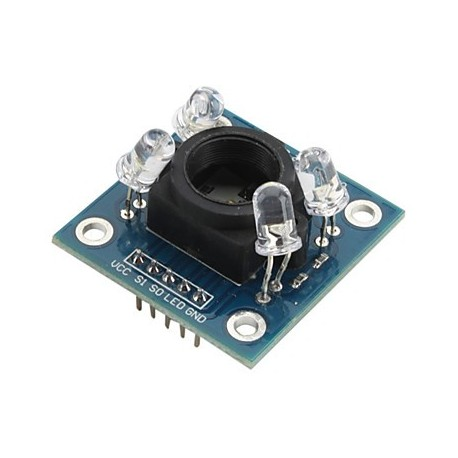 VCC S1 S0 LED GND